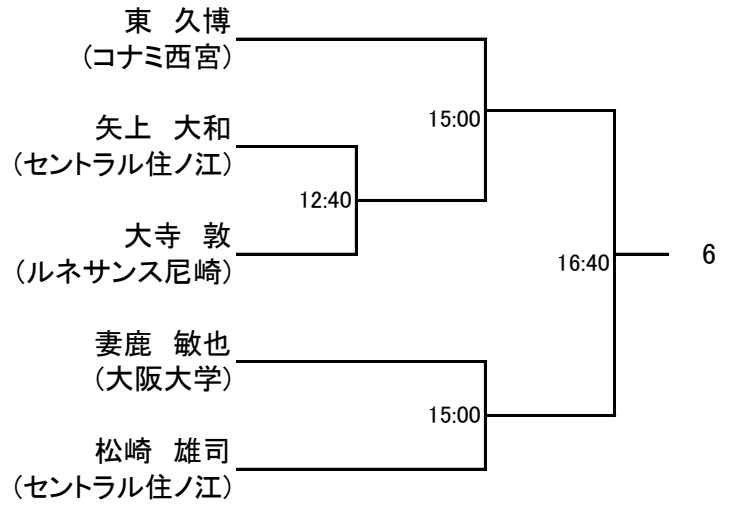 東　久博
(コナミ西宮)
15:00
矢上　大和
(セントラル住ノ江)
12:40
大寺　敦
(ルネサンス尼崎)
16:40
6
妻鹿　敏也
(大阪大学)
15:00
松崎　雄司
(セントラル住ノ江)